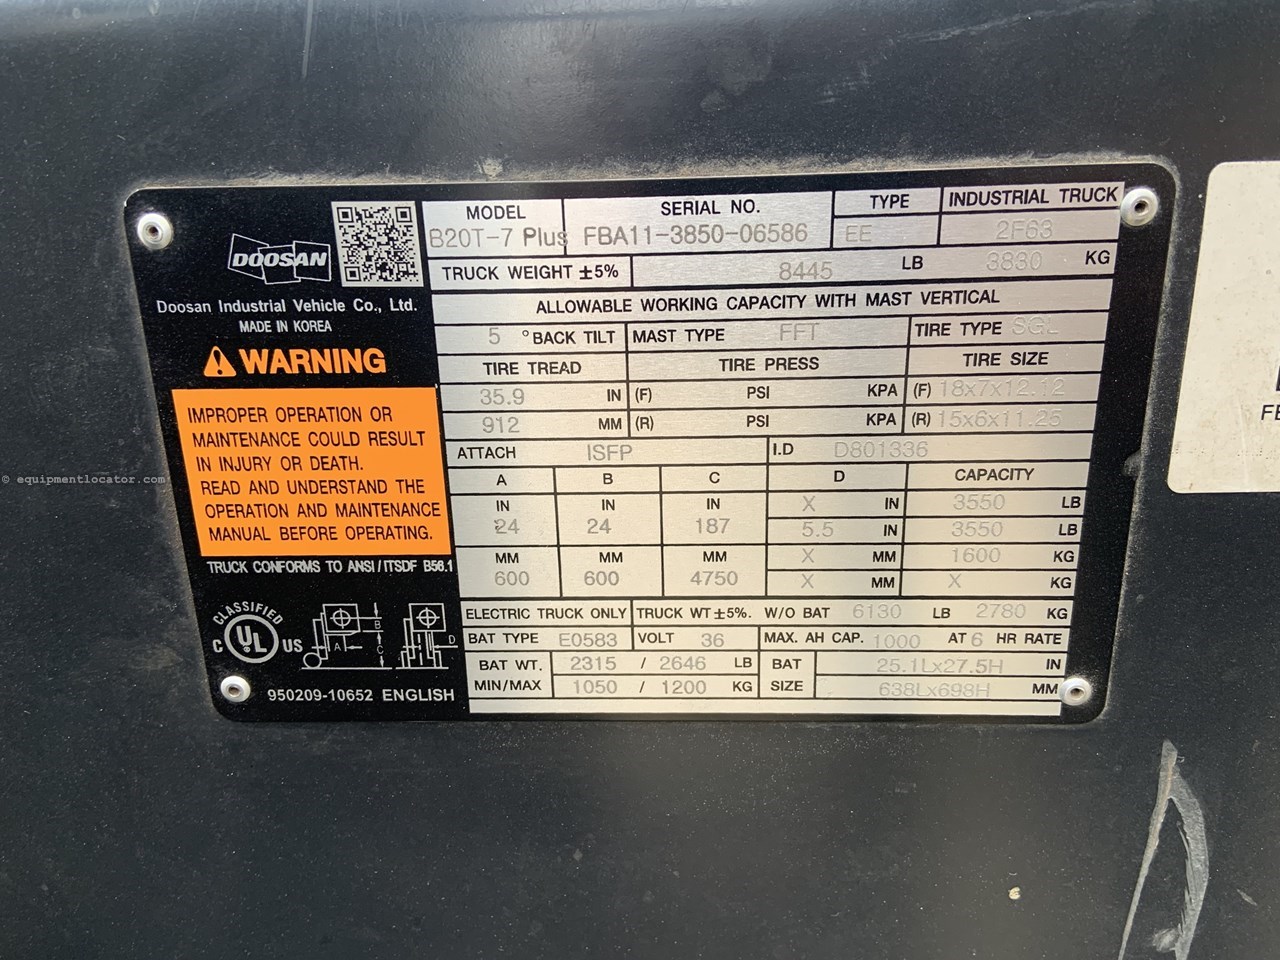 DOOSAN
Doosan Industrial Vehicle Co., Ltd.
MADE IN KOREA
WARNING
IMPROPER OPERATION OR
MAINTENANCE COULD RESULT
IN INJURY OR DEATH.
READ AND UNDERSTAND THE
OPERATION AND MAINTENANCE
MANUAL BEFORE OPERATING.
TRUCK CONFORMS TO ANSI/ITSDF B56.1
CLASSIFIED
C UL US
A B C D
950209-10652 ENGLISH
MODEL SERIAL NO. TYPE INDUSTRIAL TRUCK
B20T-7 Plus FBA11-3850-06586 EE 2F63
TRUCK WEIGHT ±5% 8445 LB 3830 KG
ALLOWABLE WORKING CAPACITY WITH MAST VERTICAL
5 °BACK TILT MAST TYPE FFT TIRE TYPE SGL
TIRE TREAD TIRE PRESS TIRE SIZE
35.9 IN (F) PSI KPA (F) 18x7x12.12
912 MM (R) PSI KPA (R) 15x6x11.25
ATTACH ISFP I.D D801336
A B C D CAPACITY
IN IN IN X IN 3550 LB
24 24 187 5.5 IN 3550 LB
MM MM MM X MM 1600 KG
600 600 4750 X MM X KG
ELECTRIC TRUCK ONLY TRUCK WT ±5%. W/O BAT 6130 LB 2780 KG
BAT TYPE E0583 VOLT 36 MAX. AH CAP. 1000 AT 6 HR RATE
BAT WT. 2315 / 2646 LB BAT 25.1Lx27.5H IN
MIN/MAX 1050 / 1200 KG SIZE 638Lx698H MM
© equipmentlocator.com